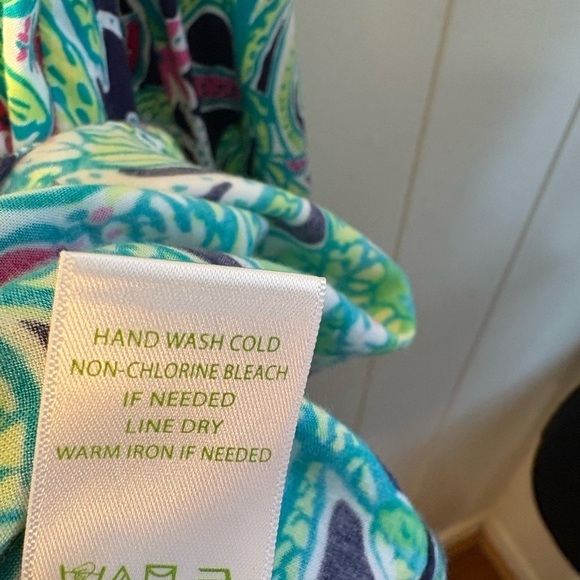 HAND WASH COLD
NON-CHLORINE BLEACH
IF NEEDED
LINE DRY
WARM IRON IF NEEDED